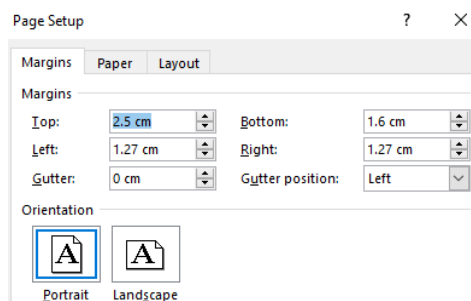 Page Setup ? ×
Margins Paper Layout
Margins
Top: 2.5 cm Bottom: 1.6 cm
Left: 1.27 cm Right: 1.27 cm
Gutter: 0 cm Gutter position: Left
Orientation
A A
Portrait Landscape